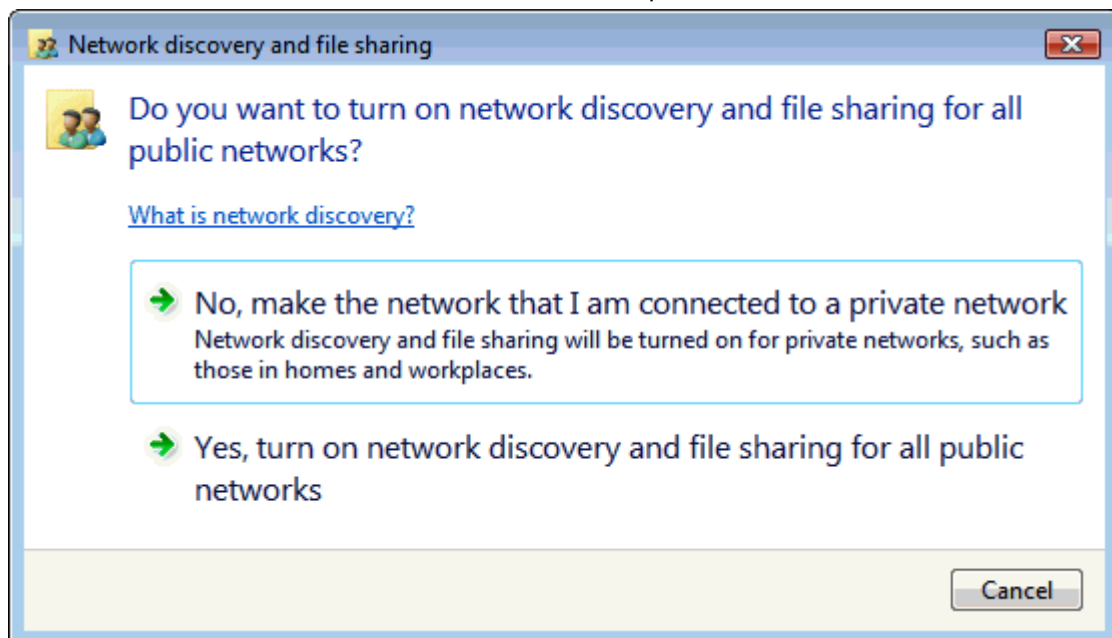 Network discovery and file sharing
Do you want to turn on network discovery and file sharing for all
public networks?
What is network discovery?
No, make the network that I am connected to a private network
Network discovery and file sharing will be turned on for private networks, such as
those in homes and workplaces.
Yes, turn on network discovery and file sharing for all public
networks
Cancel